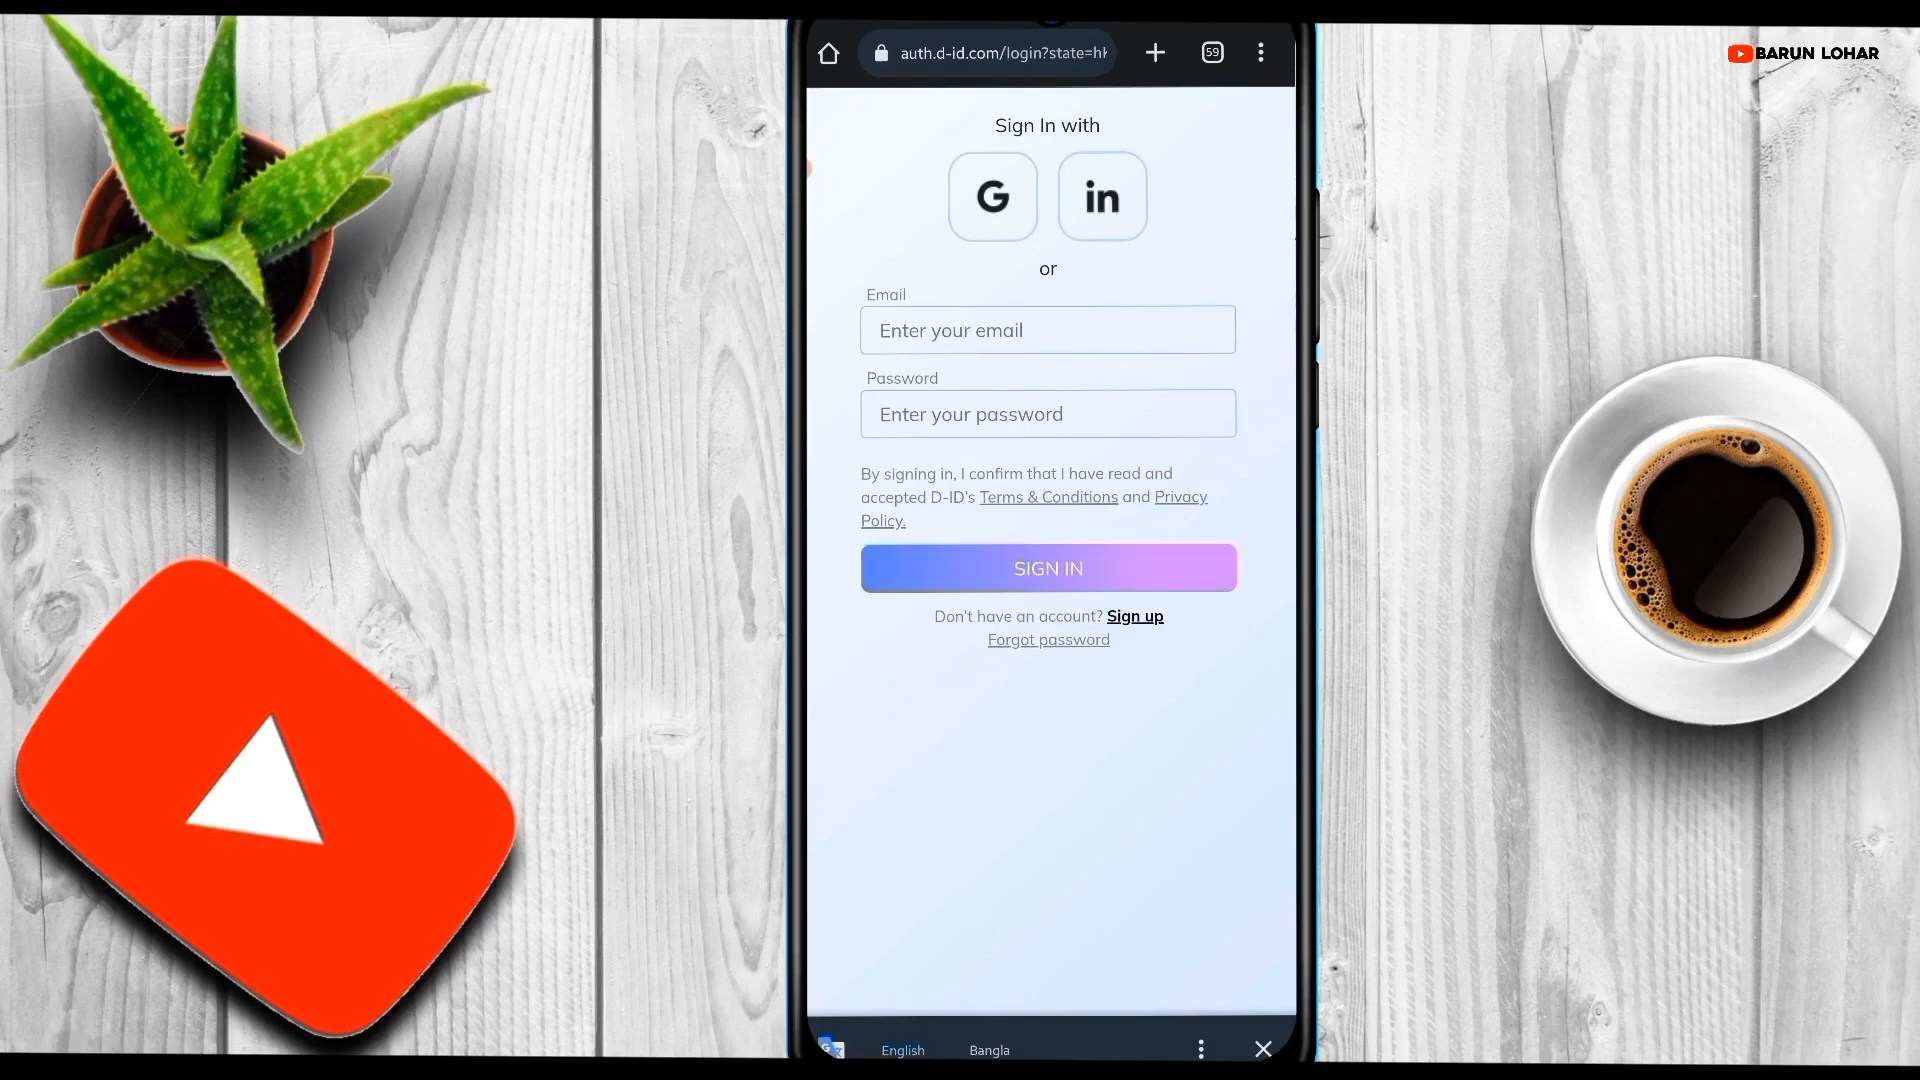 auth.d-id.com/login?state=hk
59
BARUN LOHAR
Sign In with
G
in
or
Email
Enter your email
Password
Enter your password
By signing in, I confirm that I have read and
accepted D-ID's Terms & Conditions and Privacy
Policy.
SIGN IN
Don't have an account? Sign up
Forgot password
English
Bangla